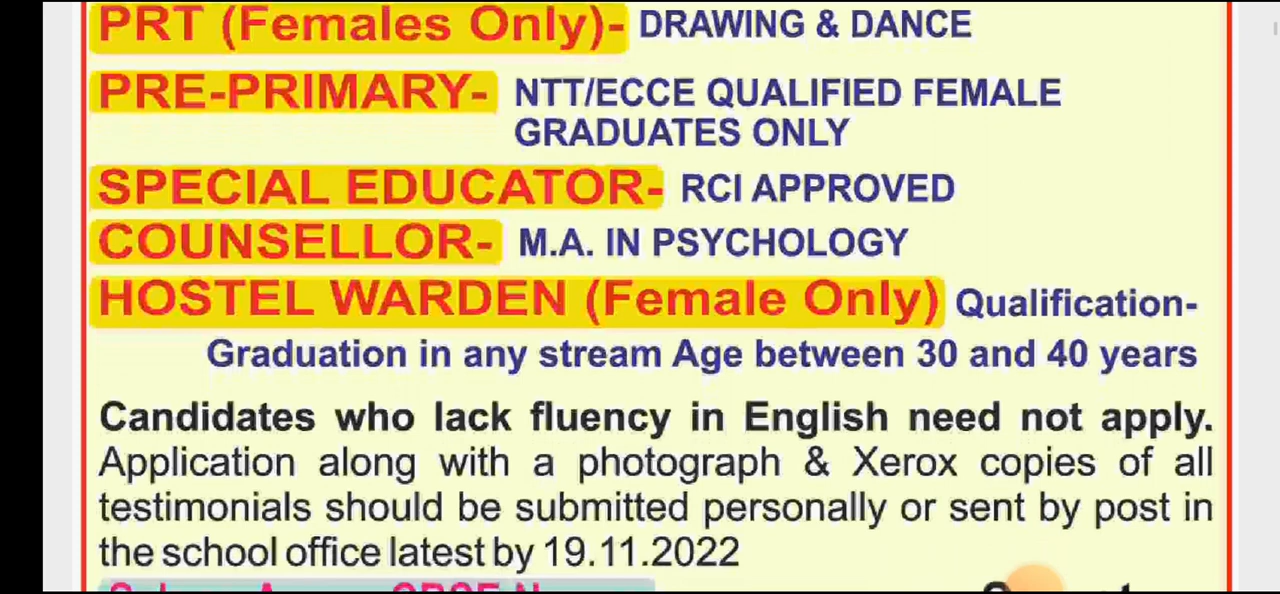 PRT (Females Only)- DRAWING & DANCE
PRE-PRIMARY- NTT/ECCE QUALIFIED FEMALE
GRADUATES ONLY
SPECIAL EDUCATOR- RCI APPROVED
COUNSELLOR- M.A. IN PSYCHOLOGY
HOSTEL WARDEN (Female Only) Qualification-
Graduation in any stream Age between 30 and 40 years
Candidates who lack fluency in English need not apply.
Application along with a photograph & Xerox copies of all
testimonials should be submitted personally or sent by post in
the school office latest by 19.11.2022